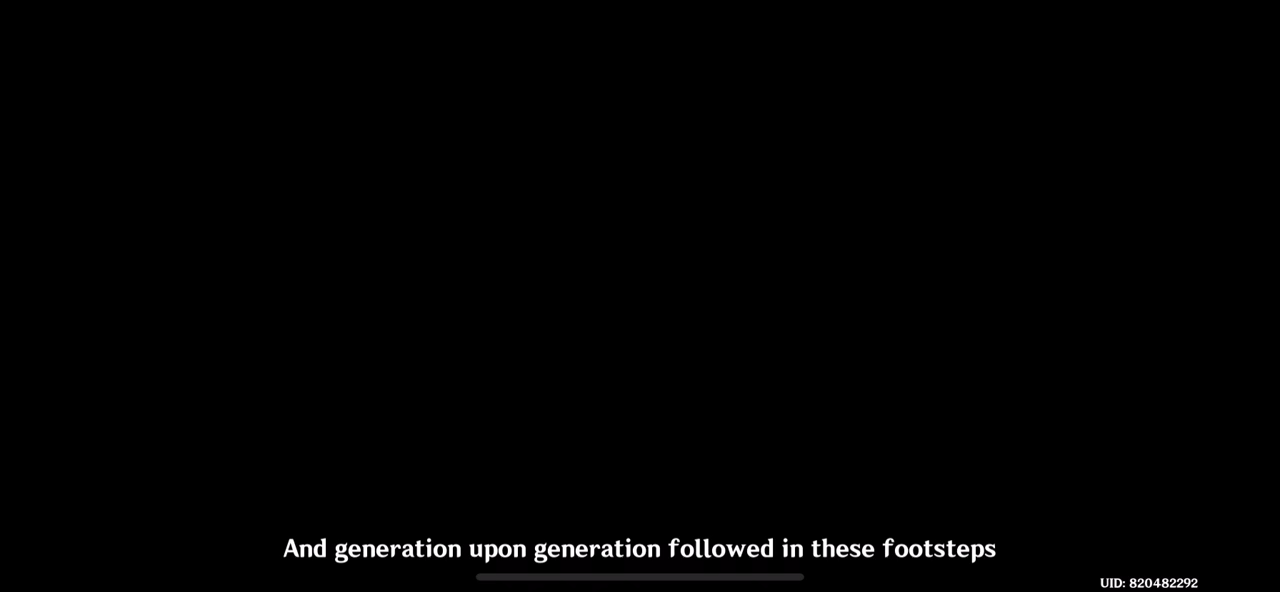 And generation upon generation followed in these footsteps
UID: 820482292